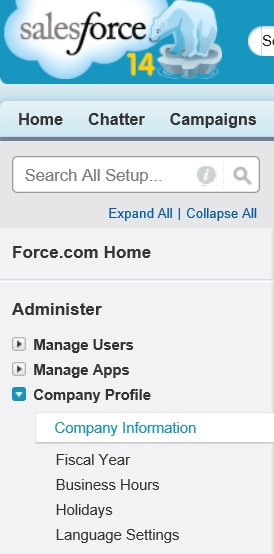 salesforce
14
Home Chatter Campaigns
Search All Setup...
Expand All | Collapse All
Force.com Home
Administer
Manage Users
Manage Apps
Company Profile
Company Information
Fiscal Year
Business Hours
Holidays
Language Settings